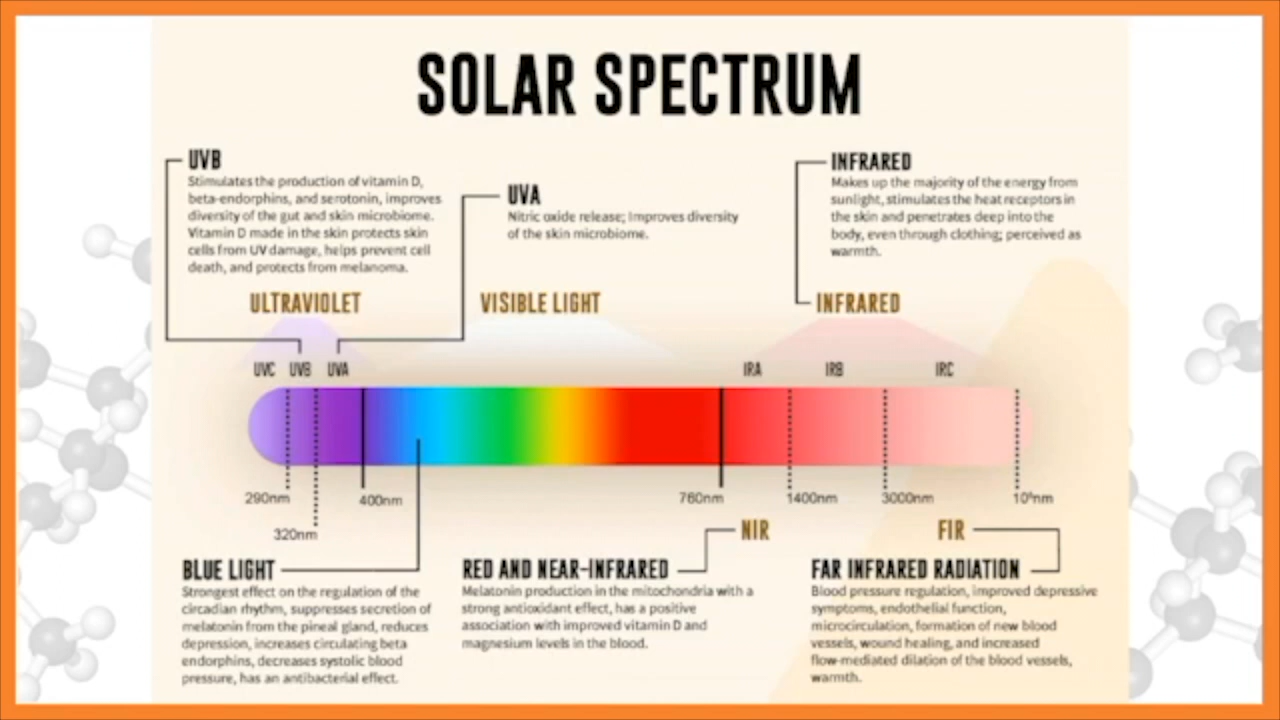 SOLAR SPECTRUM
UVB
Stimulates the production of vitamin D,
beta-endorphins, and serotonin, improves
diversity of the gut and skin microbiome.
Vitamin D made in the skin protects skin
cells from UV damage, helps prevent cell
death, and protects from melanoma.
UVA
Nitric oxide release; Improves diversity
of the skin microbiome.
INFRARED
Makes up the majority of the energy from
sunlight, stimulates the heat receptors in
the skin and penetrates deep into the
body, even through clothing; perceived as
warmth.
ULTRAVIOLET
VISIBLE LIGHT
INFRARED
UVC UVB UVA
IRA IRB IRC
290nm
320nm
400nm
760nm
1400nm
3000nm
10⁶nm
NIR
FIR
BLUE LIGHT
Strongest effect on the regulation of the
circadian rhythm, suppresses secretion of
melatonin from the pineal gland, reduces
depression, increases circulating beta
endorphins, decreases systolic blood
pressure, has an antibacterial effect.
RED AND NEAR-INFRARED
Melatonin production in the mitochondria with a
strong antioxidant effect, has a positive
association with improved vitamin D and
magnesium levels in the blood.
FAR INFRARED RADIATION
Blood pressure regulation, improved depressive
symptoms, endothelial function,
microcirculation, formation of new blood
vessels, wound healing, and increased
flow-mediated dilation of the blood vessels,
warmth.